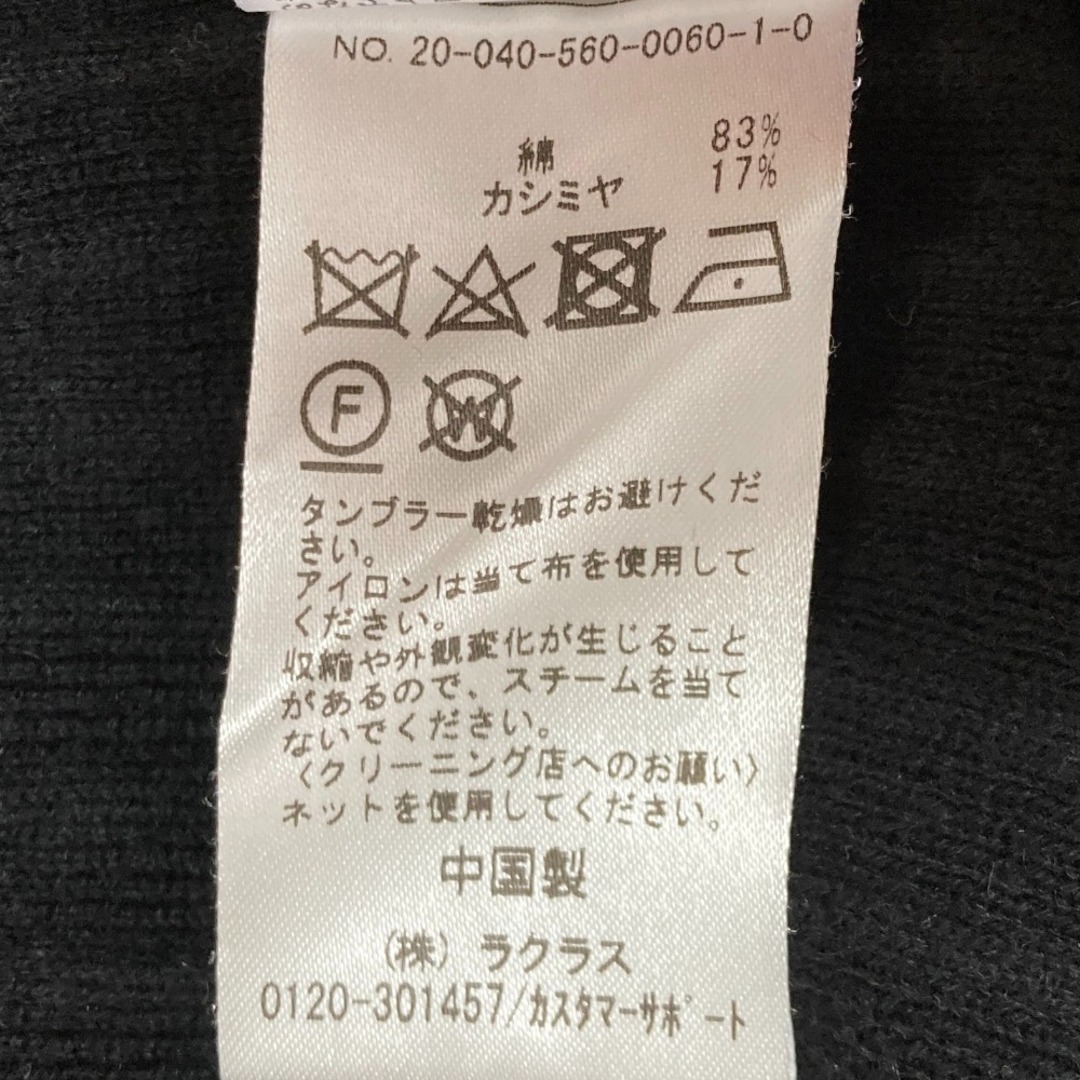 NO. 20-040-560-0060-1-0
綿 83%
カシミヤ 17%
F
W
タンブラー乾燥はお避けくだ
さい。
アイロンは当て布を使用して
ください。
収縮や外観変化が生じること
があるので、スチームを当て
ないでください。
〈クリーニング店へのお願い〉
ネットを使用してください。
中国製
(株) ラクラス
0120-301457/カスタマーサポート